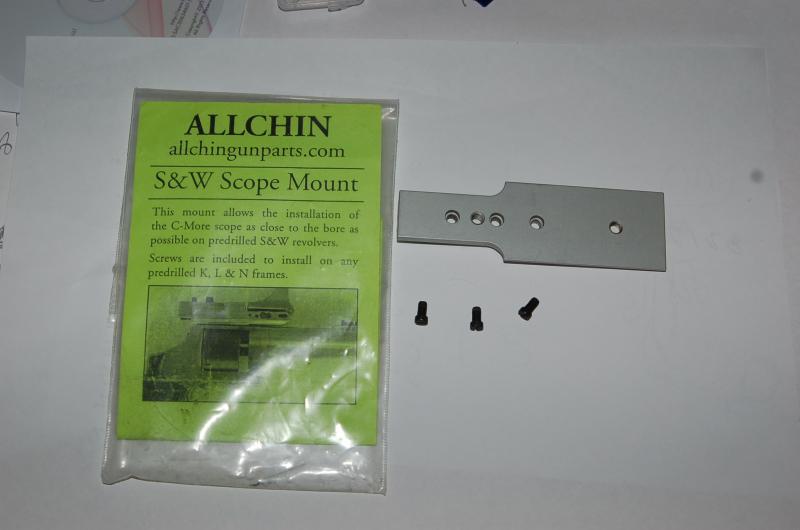 ALLCHIN
allchingunparts.com
S&W Scope Mount
This mount allows the installation of
the C-More scope as close to the bore as
possible on predrilled S&W revolvers.
Screws are included to install on any
predrilled K, L & N frames.